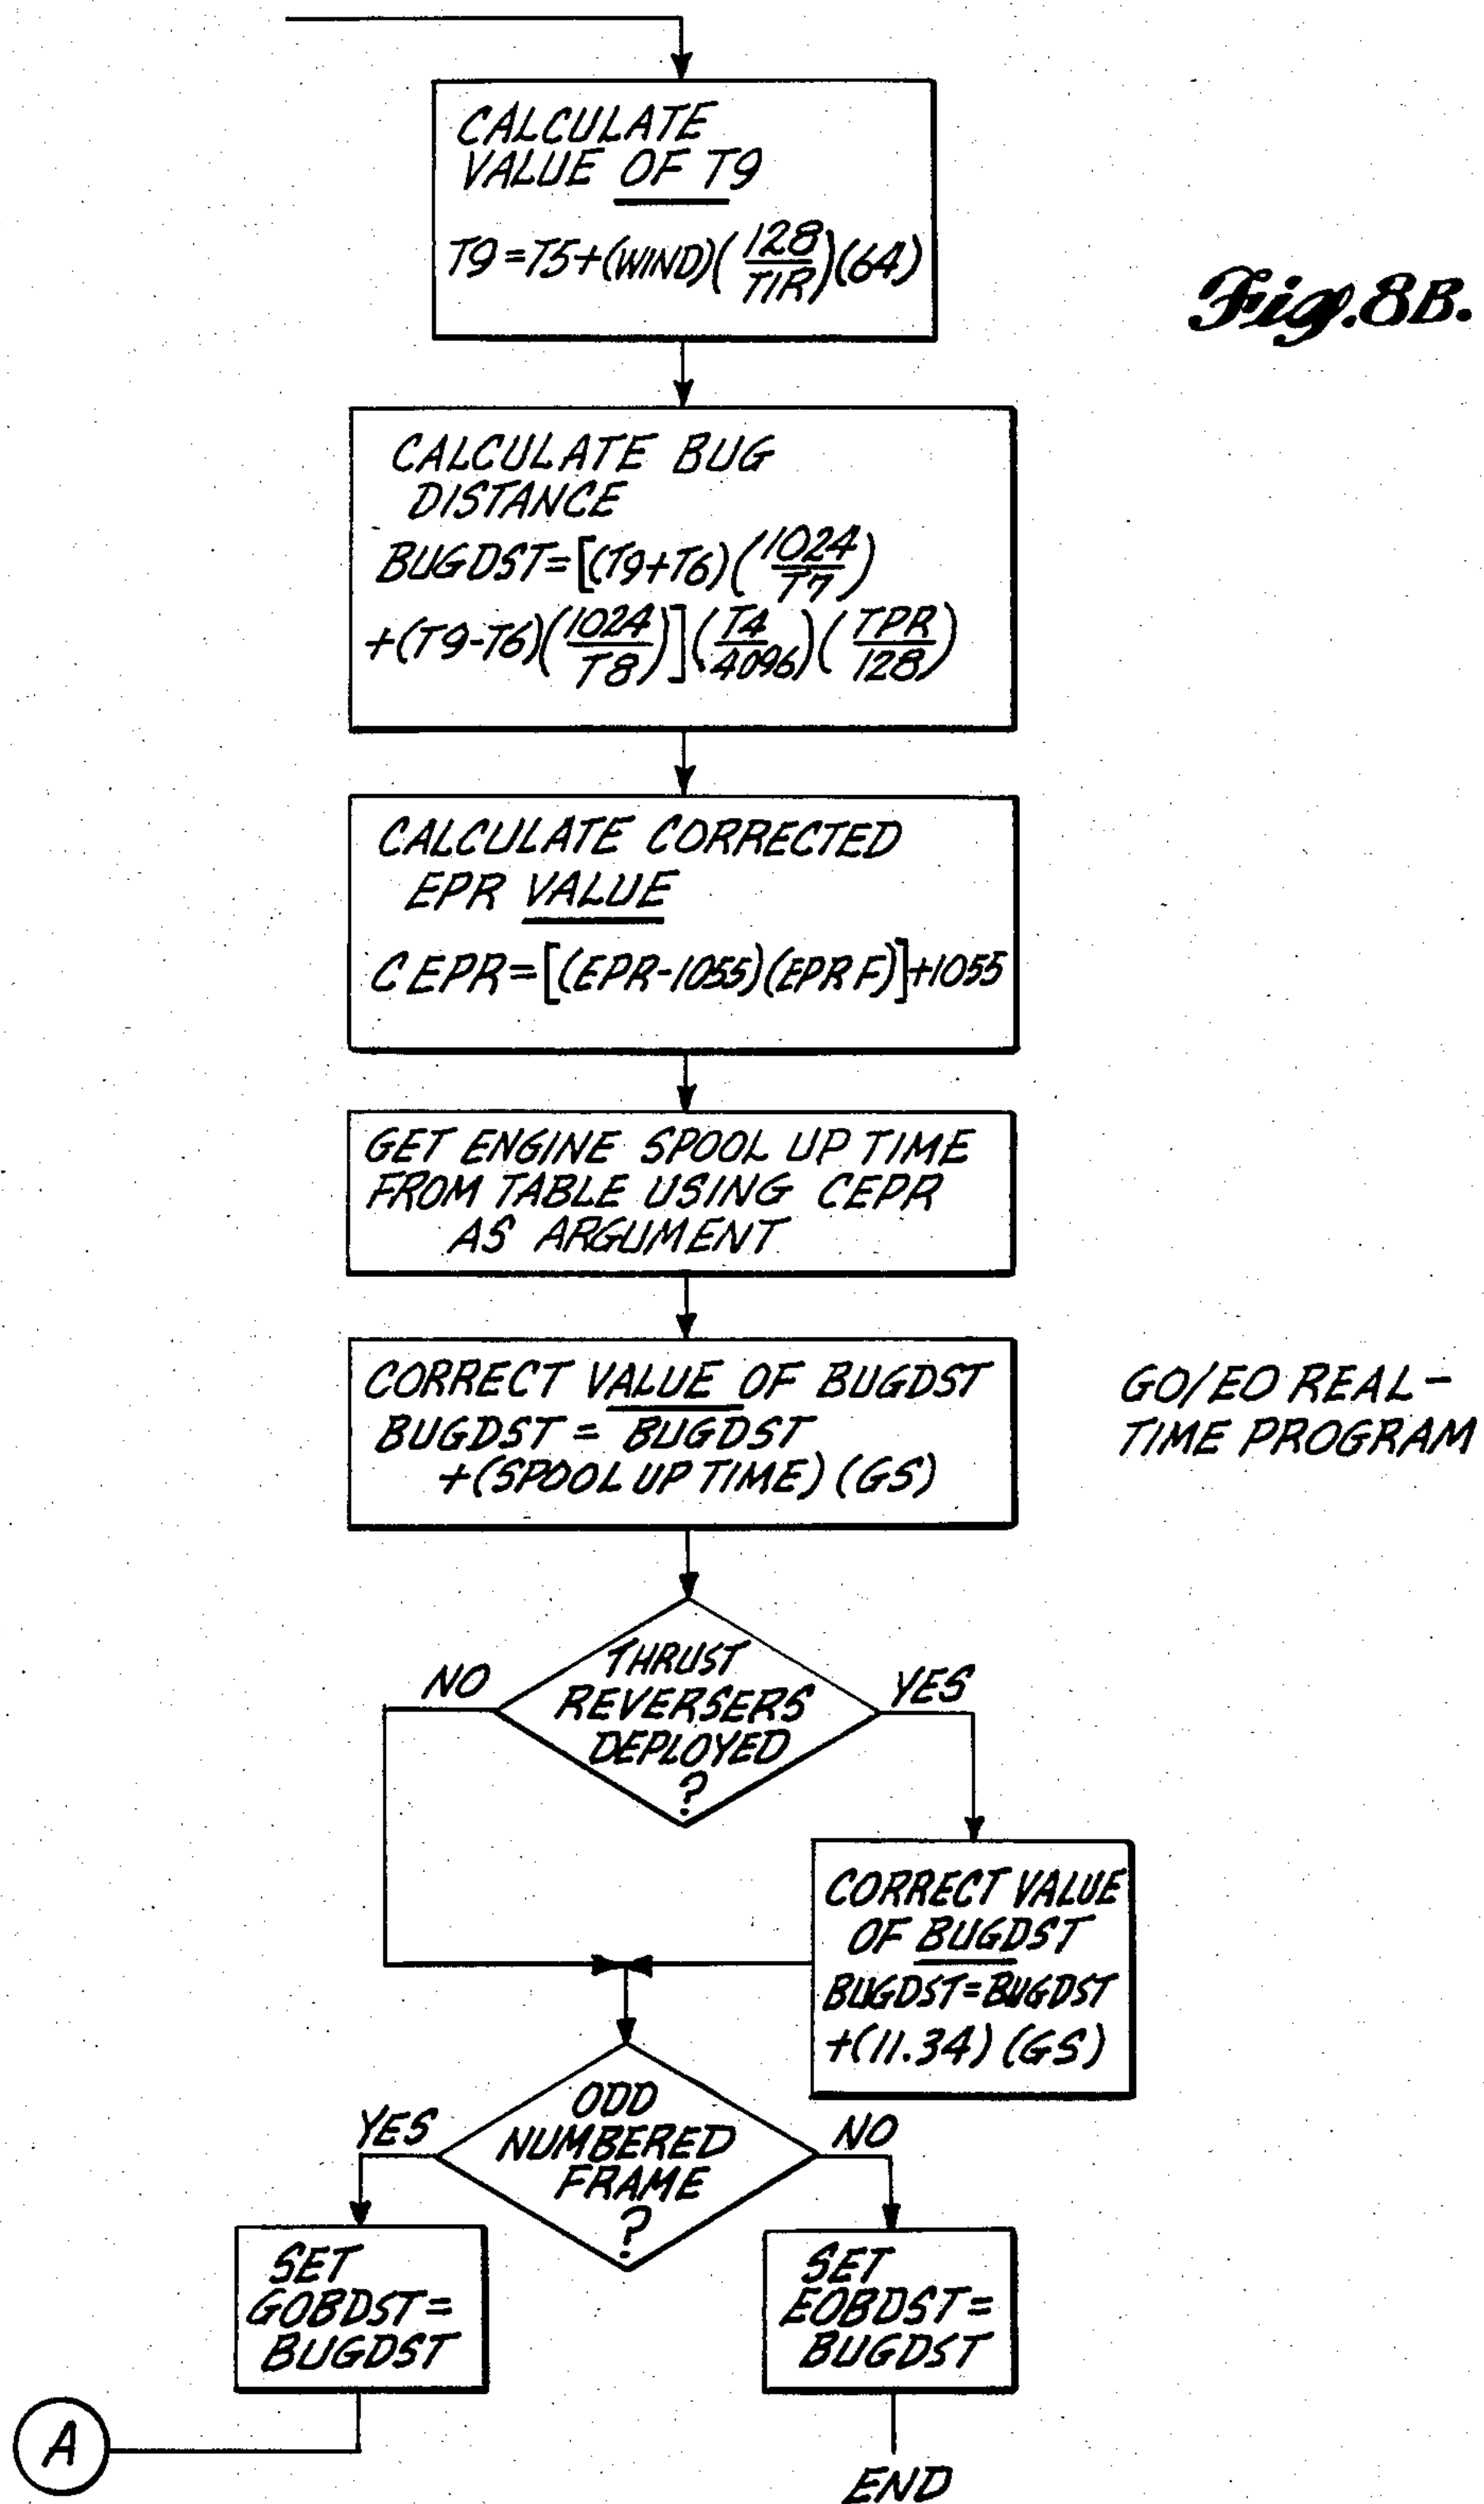 CALCULATE
VALUE OF T9
T9=T5+(WIND)(128/TIR)(64)
Fig.8B.
CALCULATE BUG
DISTANCE
BUGDST=[(T9+T6)(1024/T7)
+(T9-T6)(1024/T8)](T4/4096)(TPR/128)
CALCULATE CORRECTED
EPR VALUE
CEPR=[(EPR-1055)(EPRF)]+1055
GET ENGINE SPOOL UP TIME
FROM TABLE USING CEPR
AS ARGUMENT
CORRECT VALUE OF BUGDST
BUGDST = BUGDST
+(SPOOL UP TIME) (GS)
GO/EO REAL-
TIME PROGRAM
THRUST
REVERSERS
DEPLOYED
?
NO
YES
CORRECT VALUE
OF BUGDST
BUGDST=BUGDST
+(11.34) (GS)
ODD
NUMBERED
FRAME
?
YES
NO
SET
GOBDST=
BUGDST
SET
EOBDST=
BUGDST
A
END